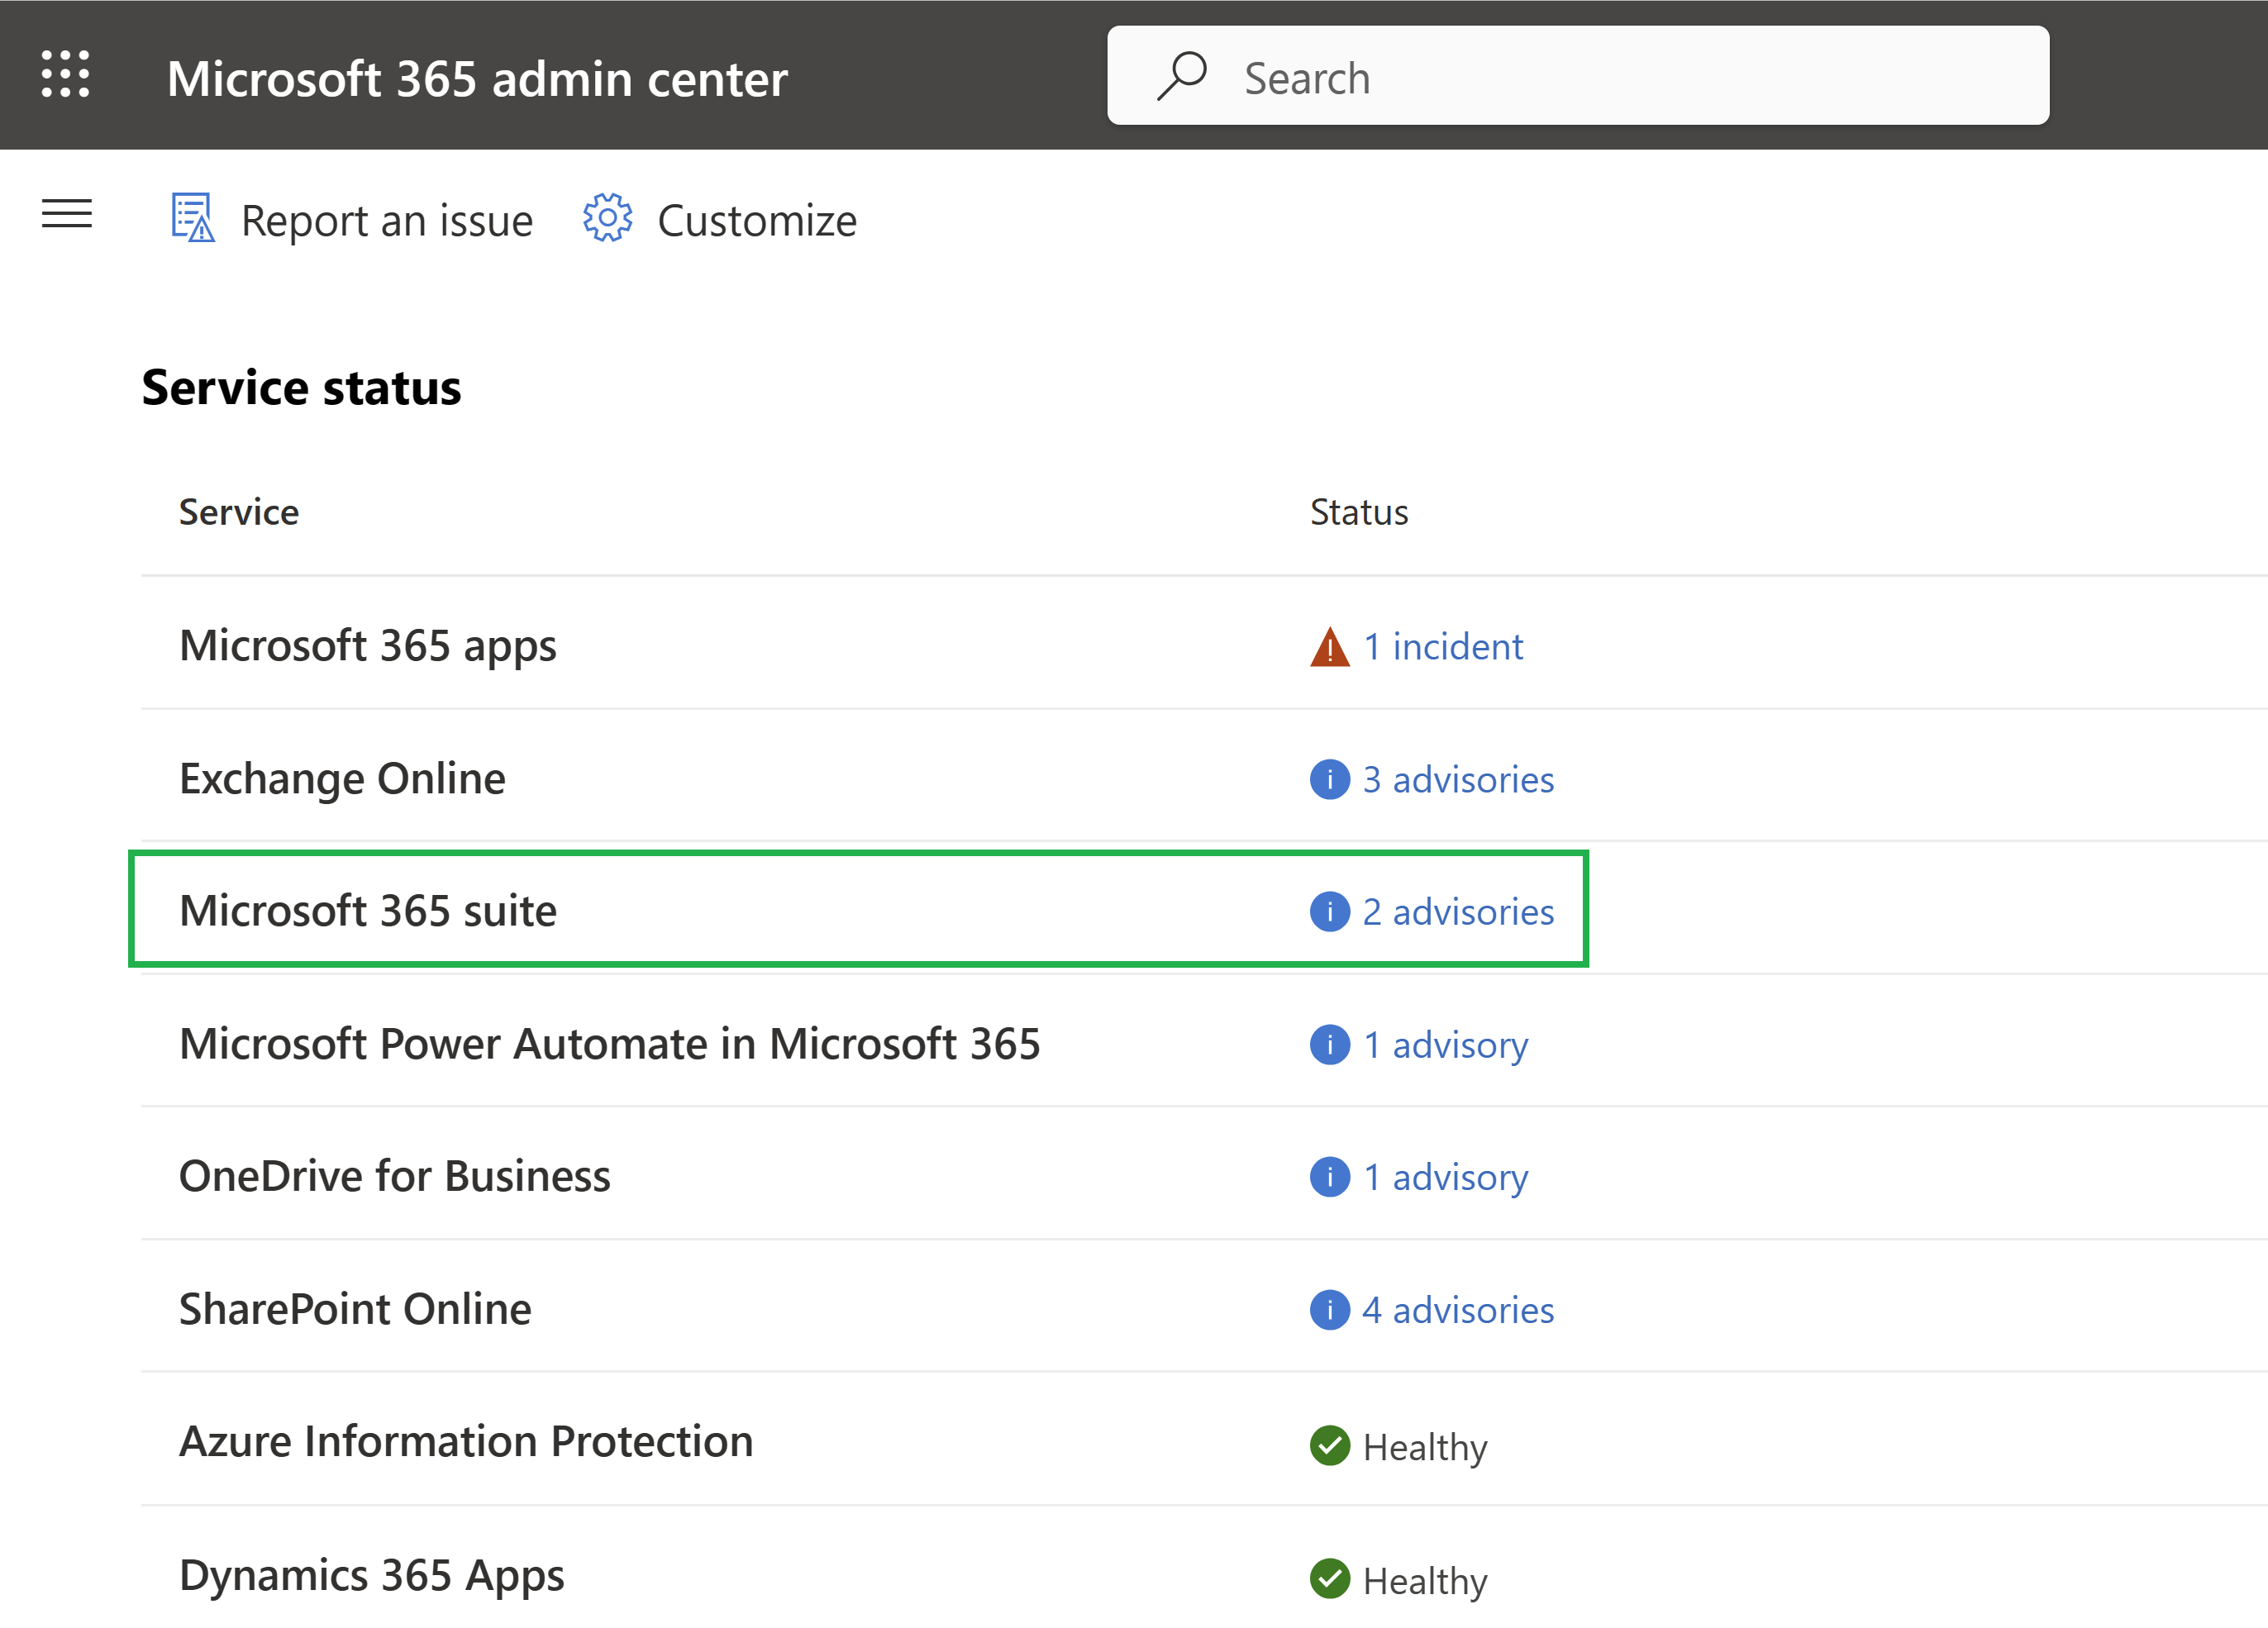 Microsoft 365 admin center
Search
Report an issue
Customize
Service status
Service Status
Microsoft 365 apps 1 incident
Exchange Online 3 advisories
Microsoft 365 suite 2 advisories
Microsoft Power Automate in Microsoft 365 1 advisory
OneDrive for Business 1 advisory
SharePoint Online 4 advisories
Azure Information Protection Healthy
Dynamics 365 Apps Healthy